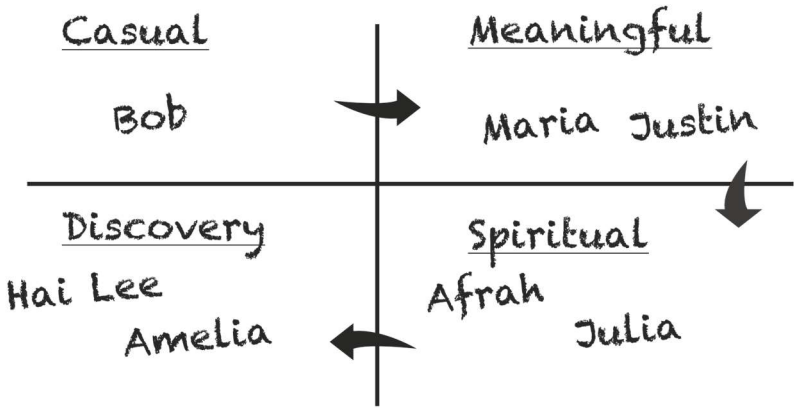 Casual
Bob
Meaningful
Maria Justin
Discovery
Hai Lee
Amelia
Spiritual
Afrah
Julia